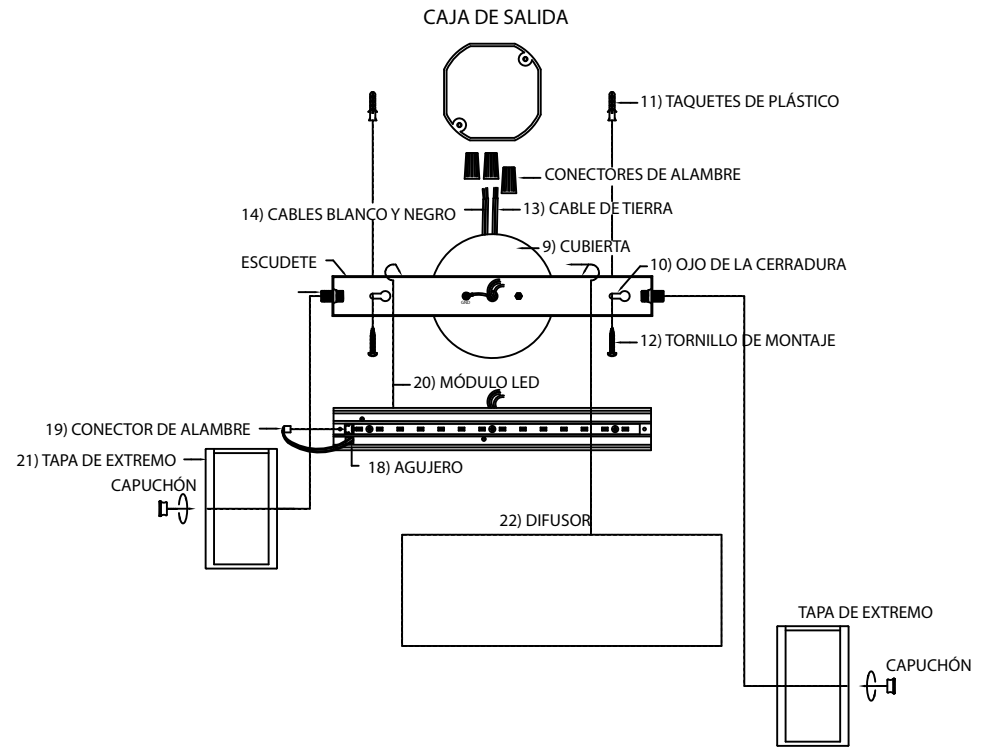 CAJA DE SALIDA
11) TAQUETES DE PLÁSTICO
CONECTORES DE ALAMBRE
14) CABLES BLANCO Y NEGRO
13) CABLE DE TIERRA
9) CUBIERTA
ESCUDETE
10) OJO DE LA CERRADURA
GND
12) TORNILLO DE MONTAJE
20) MÓDULO LED
19) CONECTOR DE ALAMBRE
21) TAPA DE EXTREMO
18) AGUJERO
CAPUCHÓN
22) DIFUSOR
TAPA DE EXTREMO
CAPUCHÓN